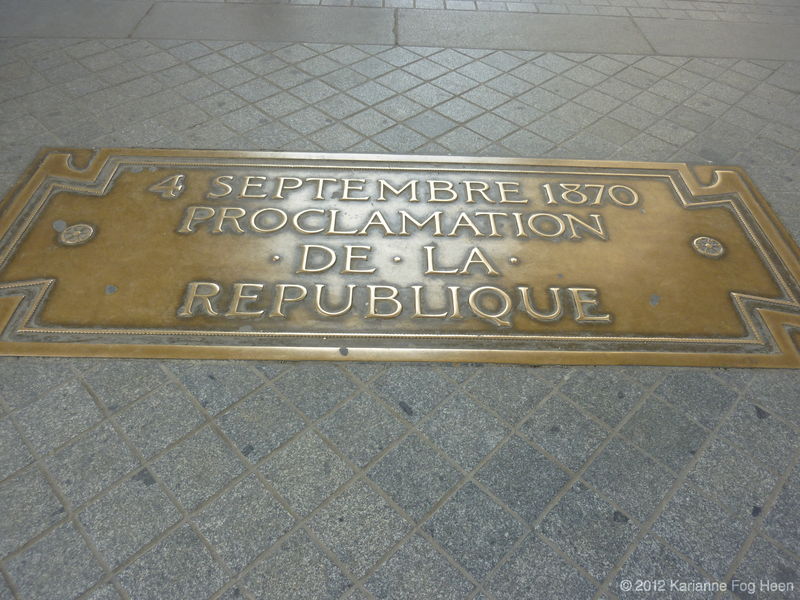 4 SEPTEMBRE 1870
PROCLAMATION
· DE · LA ·
REPUBLIQUE
© 2012 Karianne Fog Heen